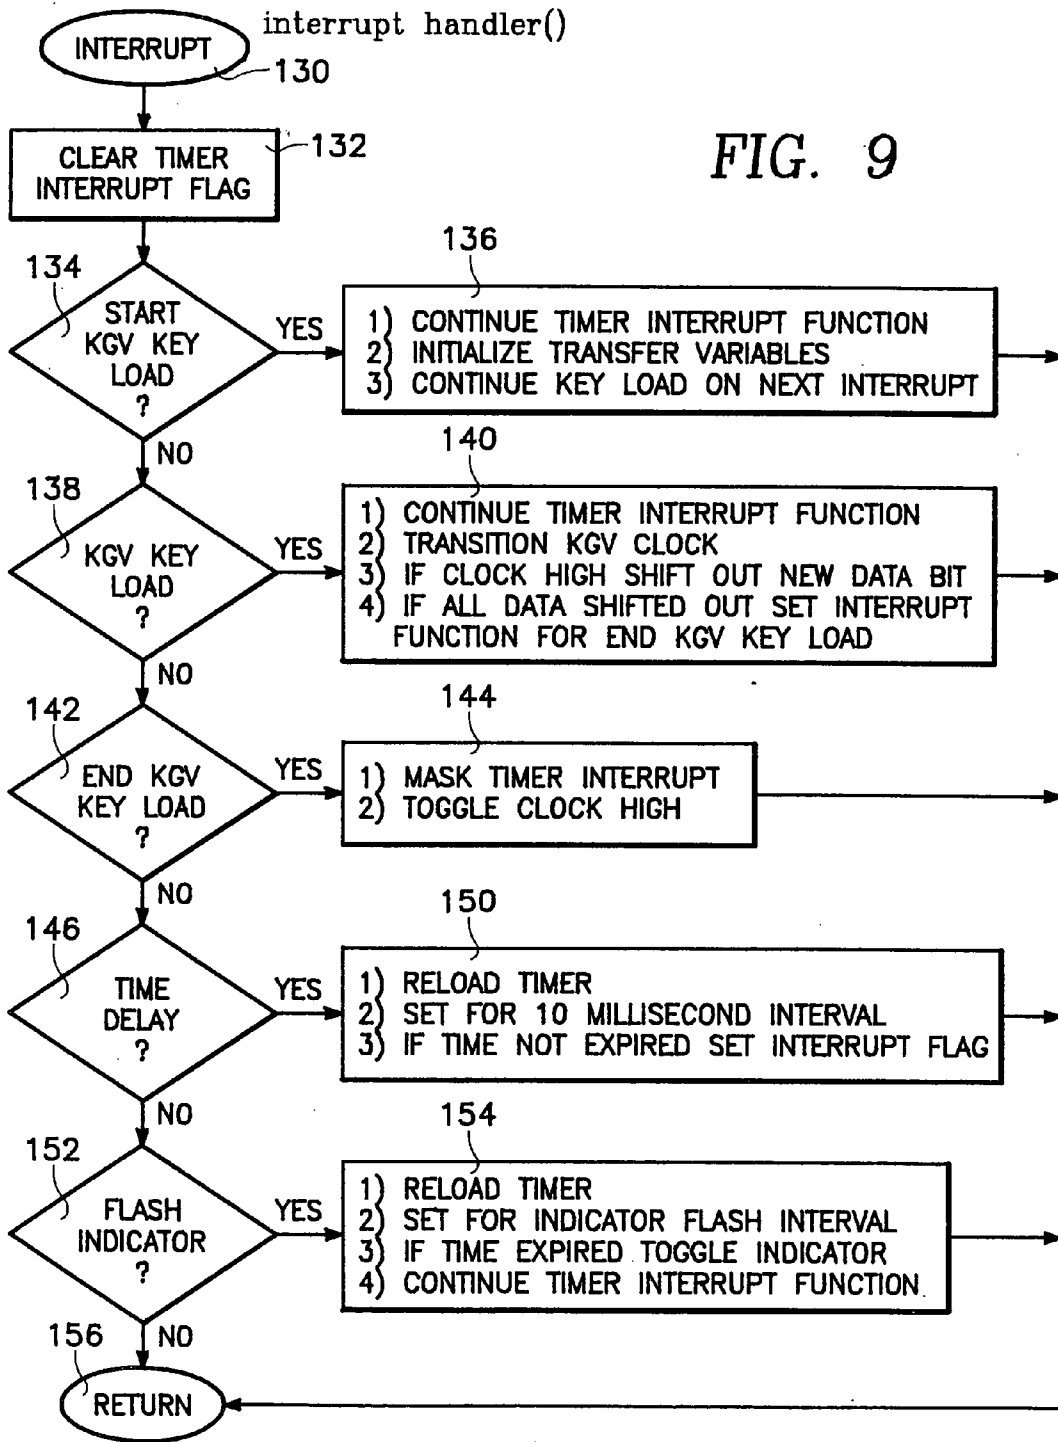 interrupt handler()
INTERRUPT
130
FIG. 9
132
CLEAR TIMER
INTERRUPT FLAG
134
START
KGV KEY
LOAD
?
YES
NO
136
1) CONTINUE TIMER INTERRUPT FUNCTION
2) INITIALIZE TRANSFER VARIABLES
3) CONTINUE KEY LOAD ON NEXT INTERRUPT
138
KGV KEY
LOAD
?
YES
NO
140
1) CONTINUE TIMER INTERRUPT FUNCTION
2) TRANSITION KGV CLOCK
3) IF CLOCK HIGH SHIFT OUT NEW DATA BIT
4) IF ALL DATA SHIFTED OUT SET INTERRUPT
FUNCTION FOR END KGV KEY LOAD
142
END KGV
KEY LOAD
?
YES
NO
144
1) MASK TIMER INTERRUPT
2) TOGGLE CLOCK HIGH
146
TIME
DELAY
?
YES
NO
150
1) RELOAD TIMER
2) SET FOR 10 MILLISECOND INTERVAL
3) IF TIME NOT EXPIRED SET INTERRUPT FLAG
152
FLASH
INDICATOR
?
YES
NO
154
1) RELOAD TIMER
2) SET FOR INDICATOR FLASH INTERVAL
3) IF TIME EXPIRED TOGGLE INDICATOR
4) CONTINUE TIMER INTERRUPT FUNCTION
156
RETURN